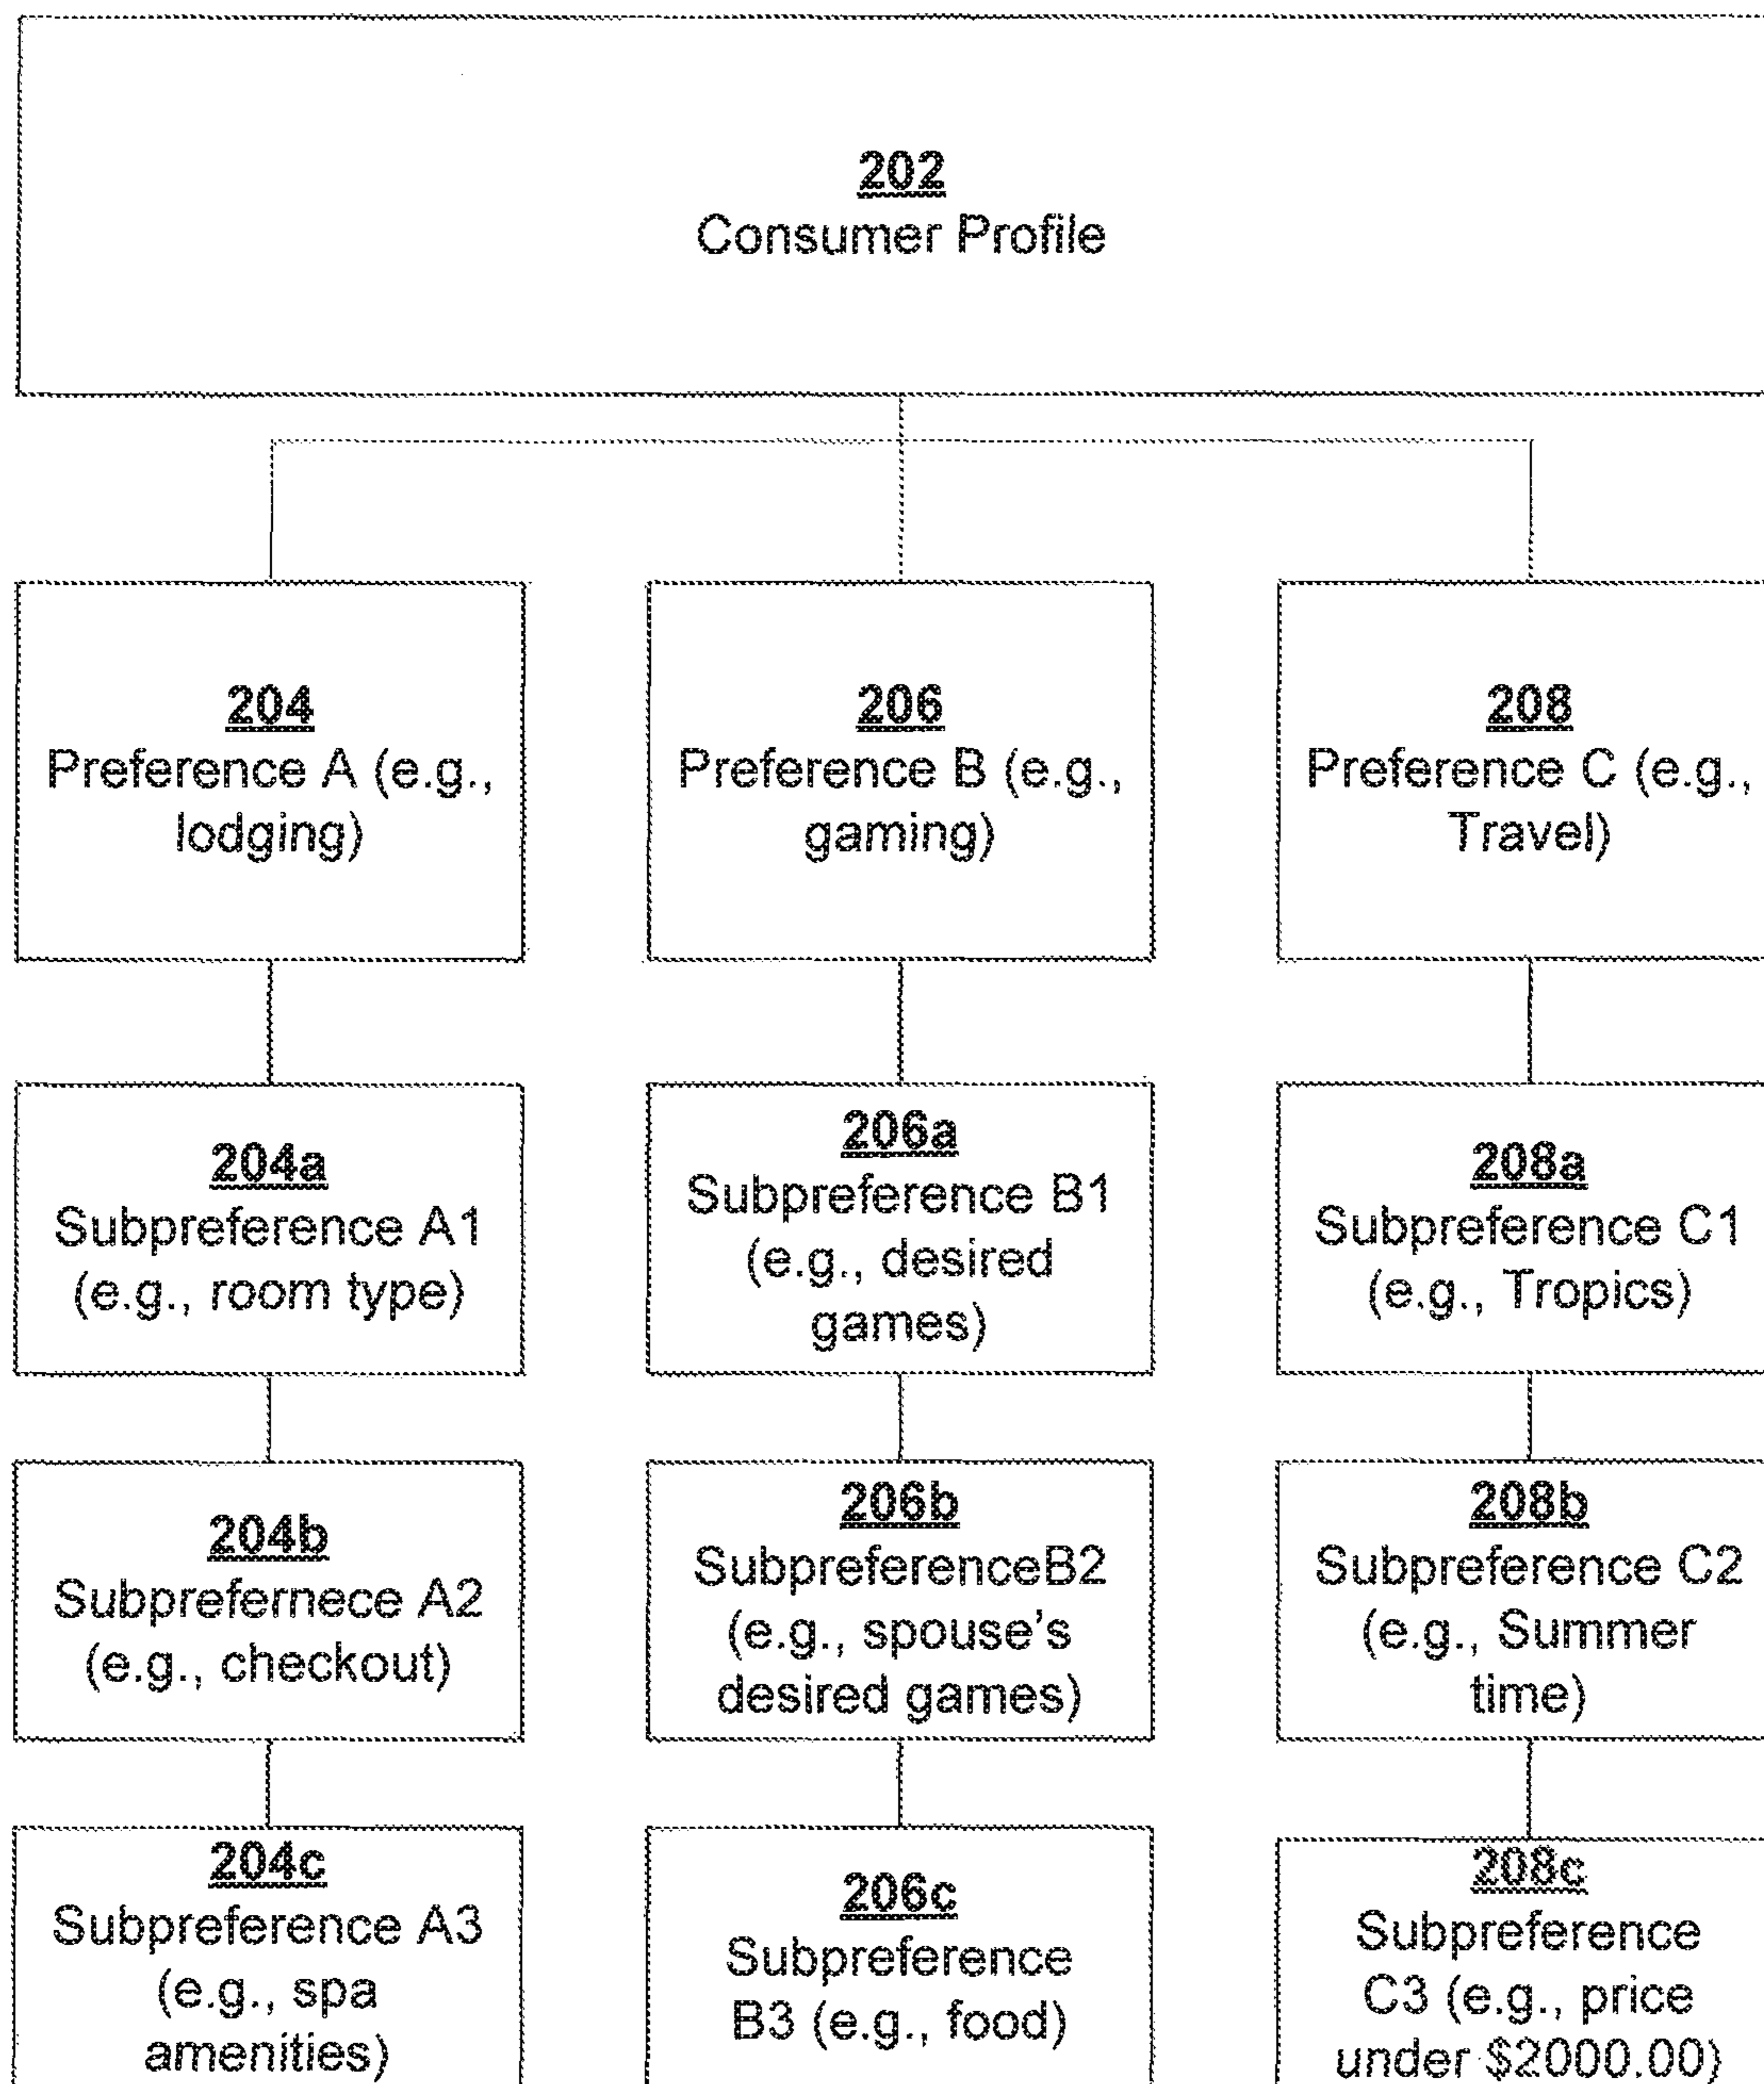 202
Consumer Profile
204
Preference A (e.g.,
lodging)
206
Preference B (e.g.,
gaming)
208
Preference C (e.g.,
Travel)
204a
Subpreference A1
(e.g., room type)
206a
Subpreference B1
(e.g., desired
games)
208a
Subpreference C1
(e.g., Tropics)
204b
Subprefernece A2
(e.g., checkout)
206b
SubpreferenceB2
(e.g., spouse's
desired games)
208b
Subpreference C2
(e.g., Summer
time)
204c
Subpreference A3
(e.g., spa
amenities)
206c
Subpreference
B3 (e.g., food)
208c
Subpreference
C3 (e.g., price
under $2000.00)